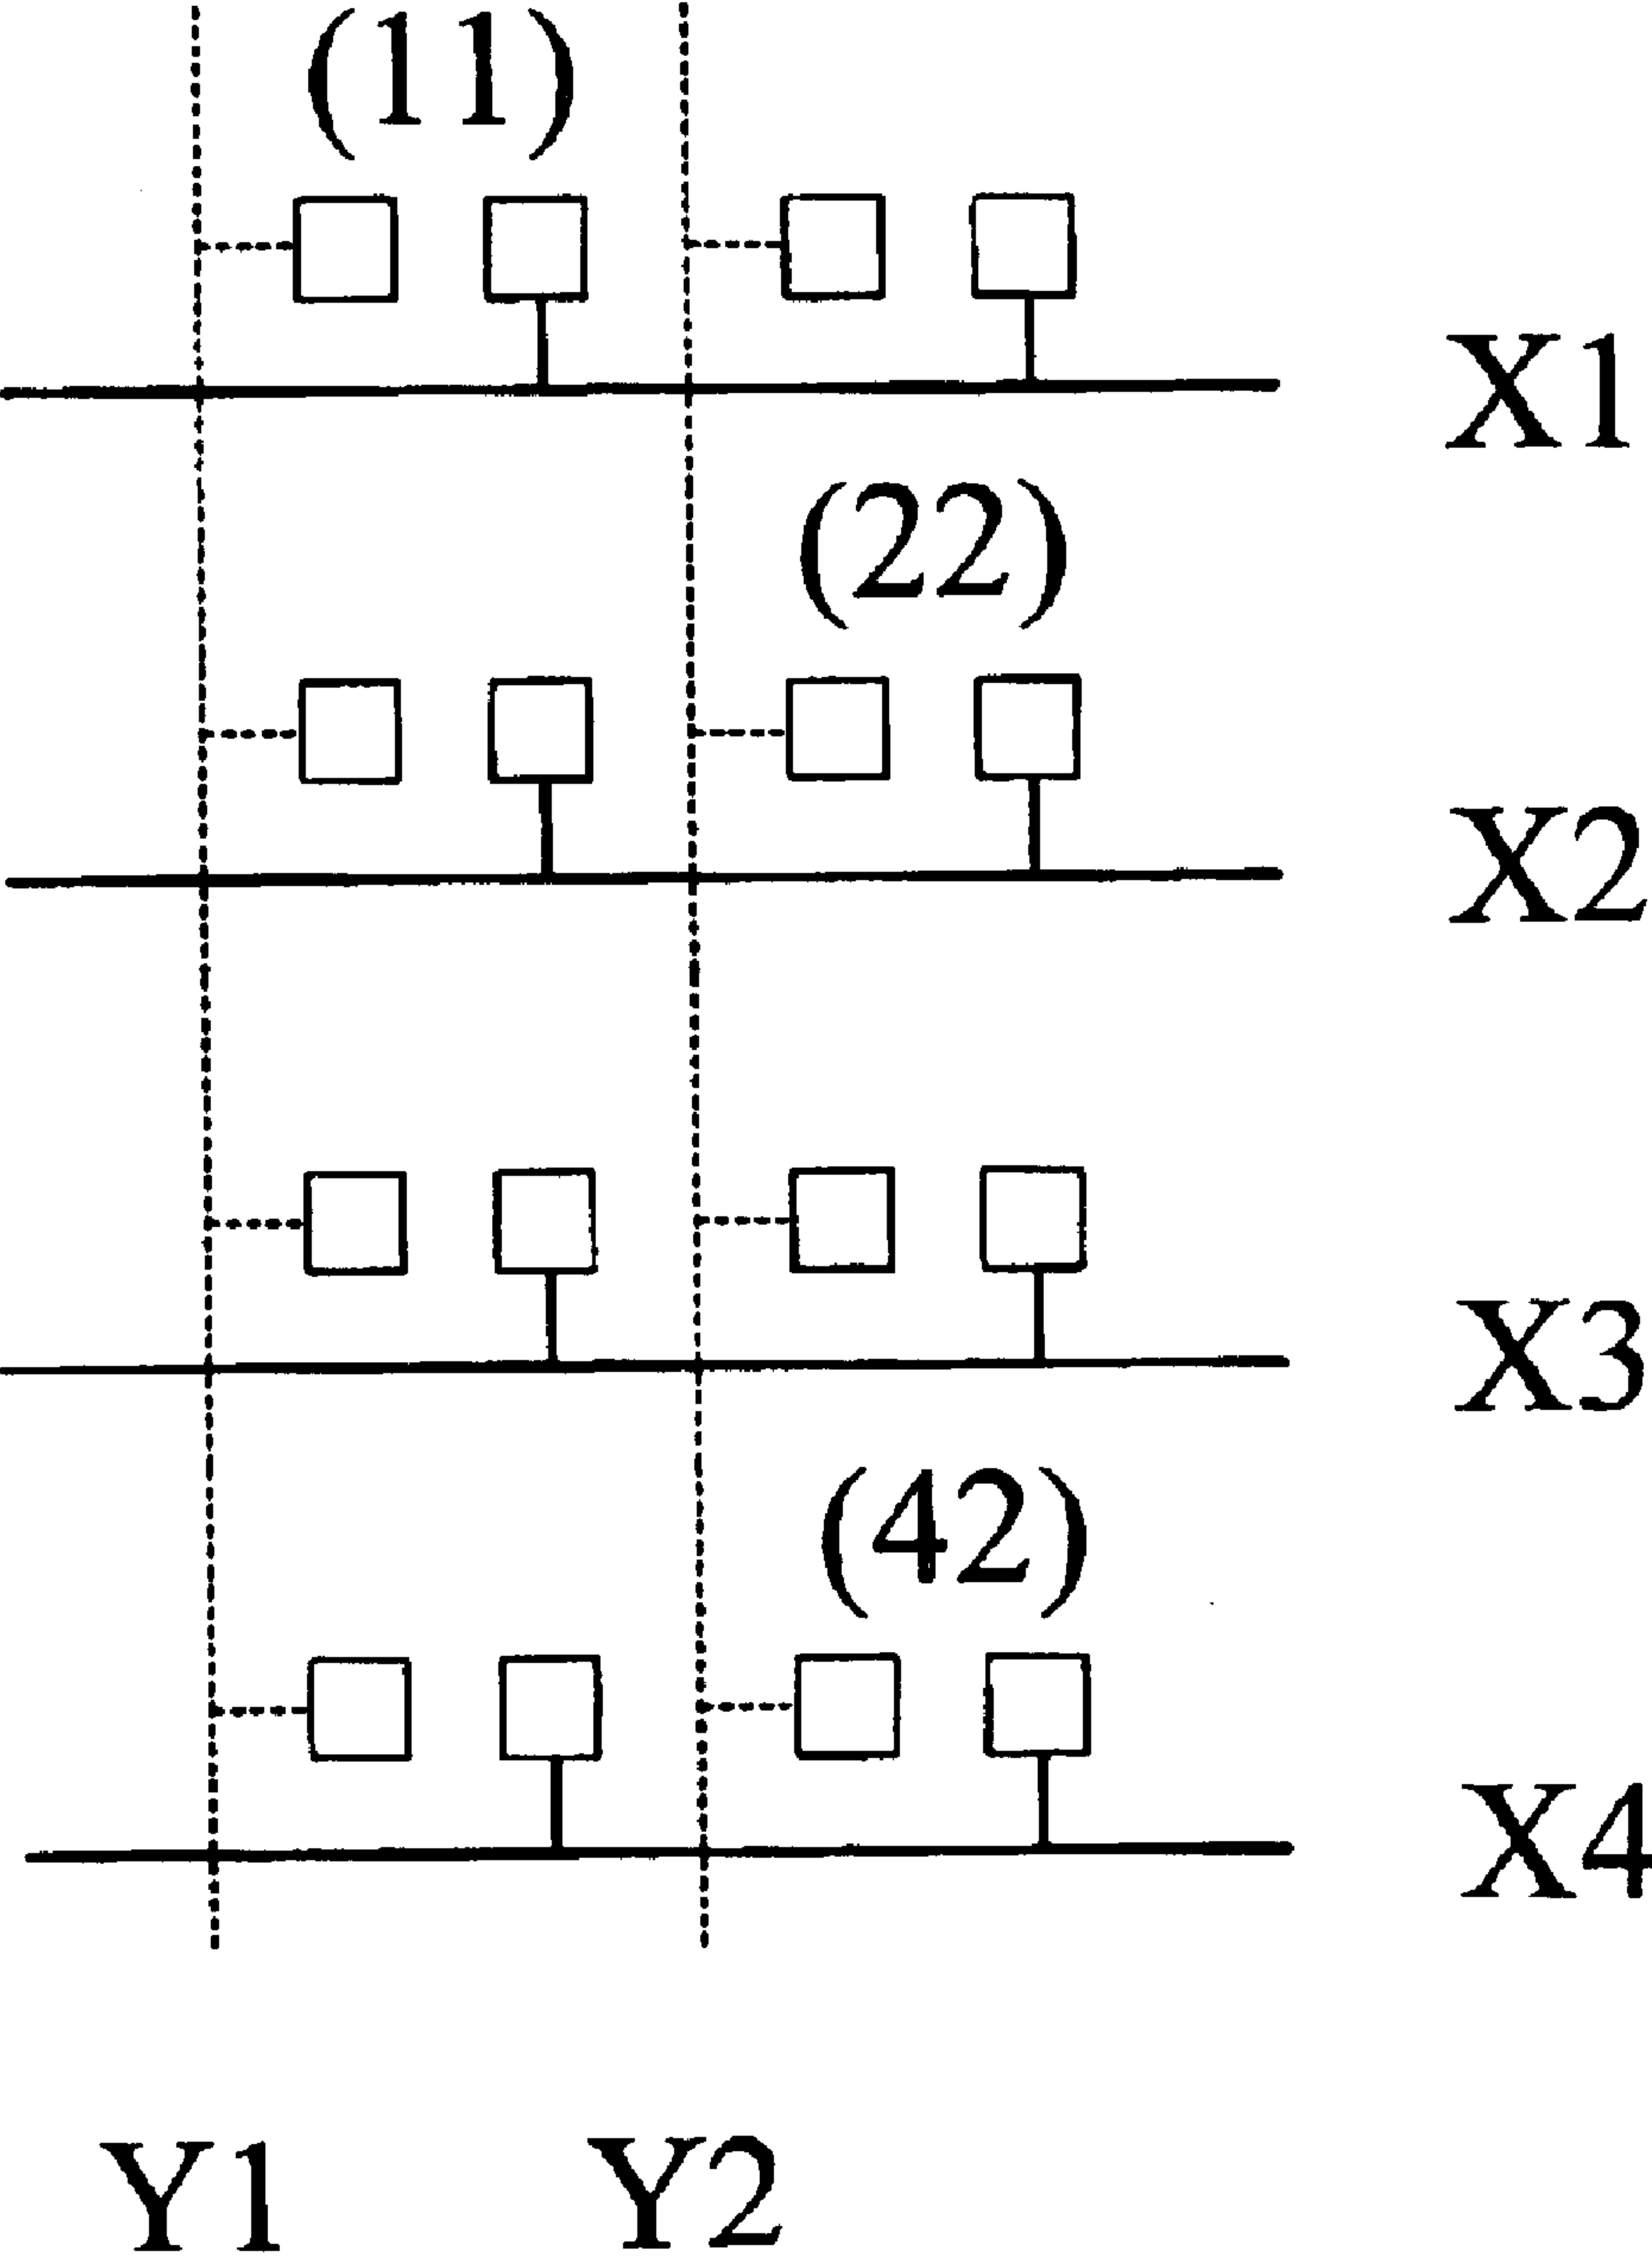 (11)
X1
(22)
X2
X3
(42)
X4
Y1 Y2